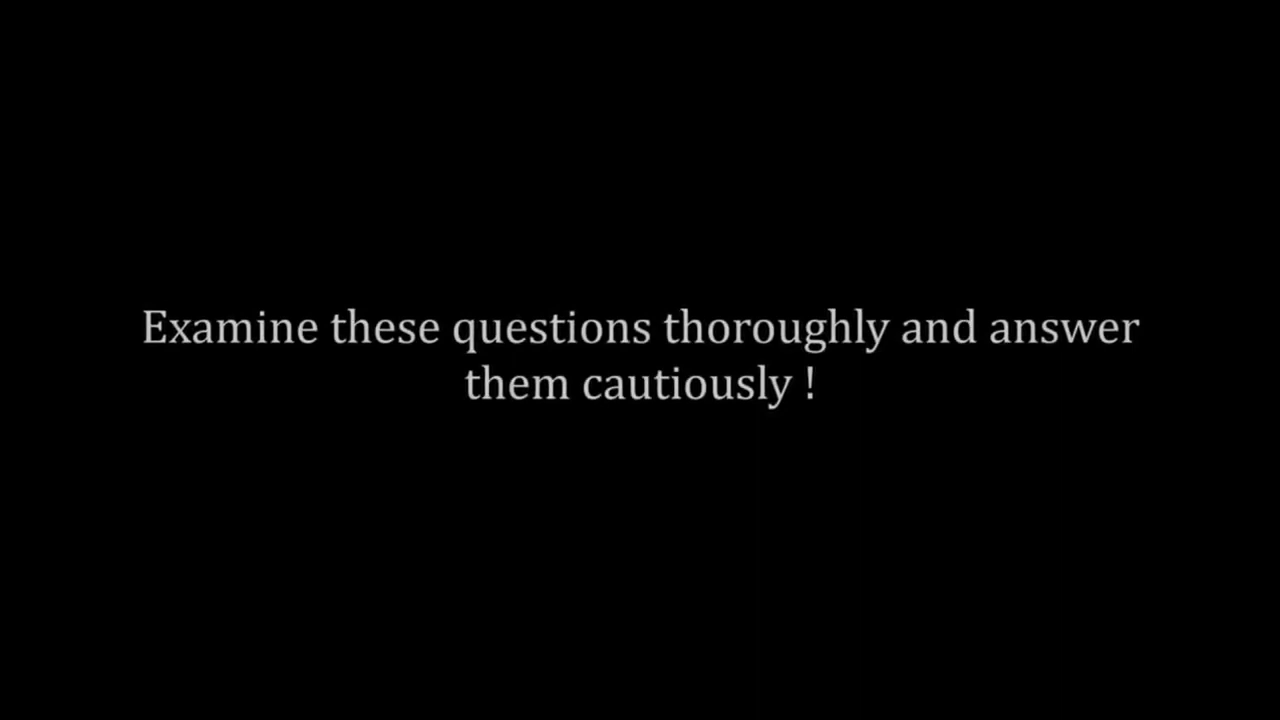 Examine these questions thoroughly and answer
them cautiously !